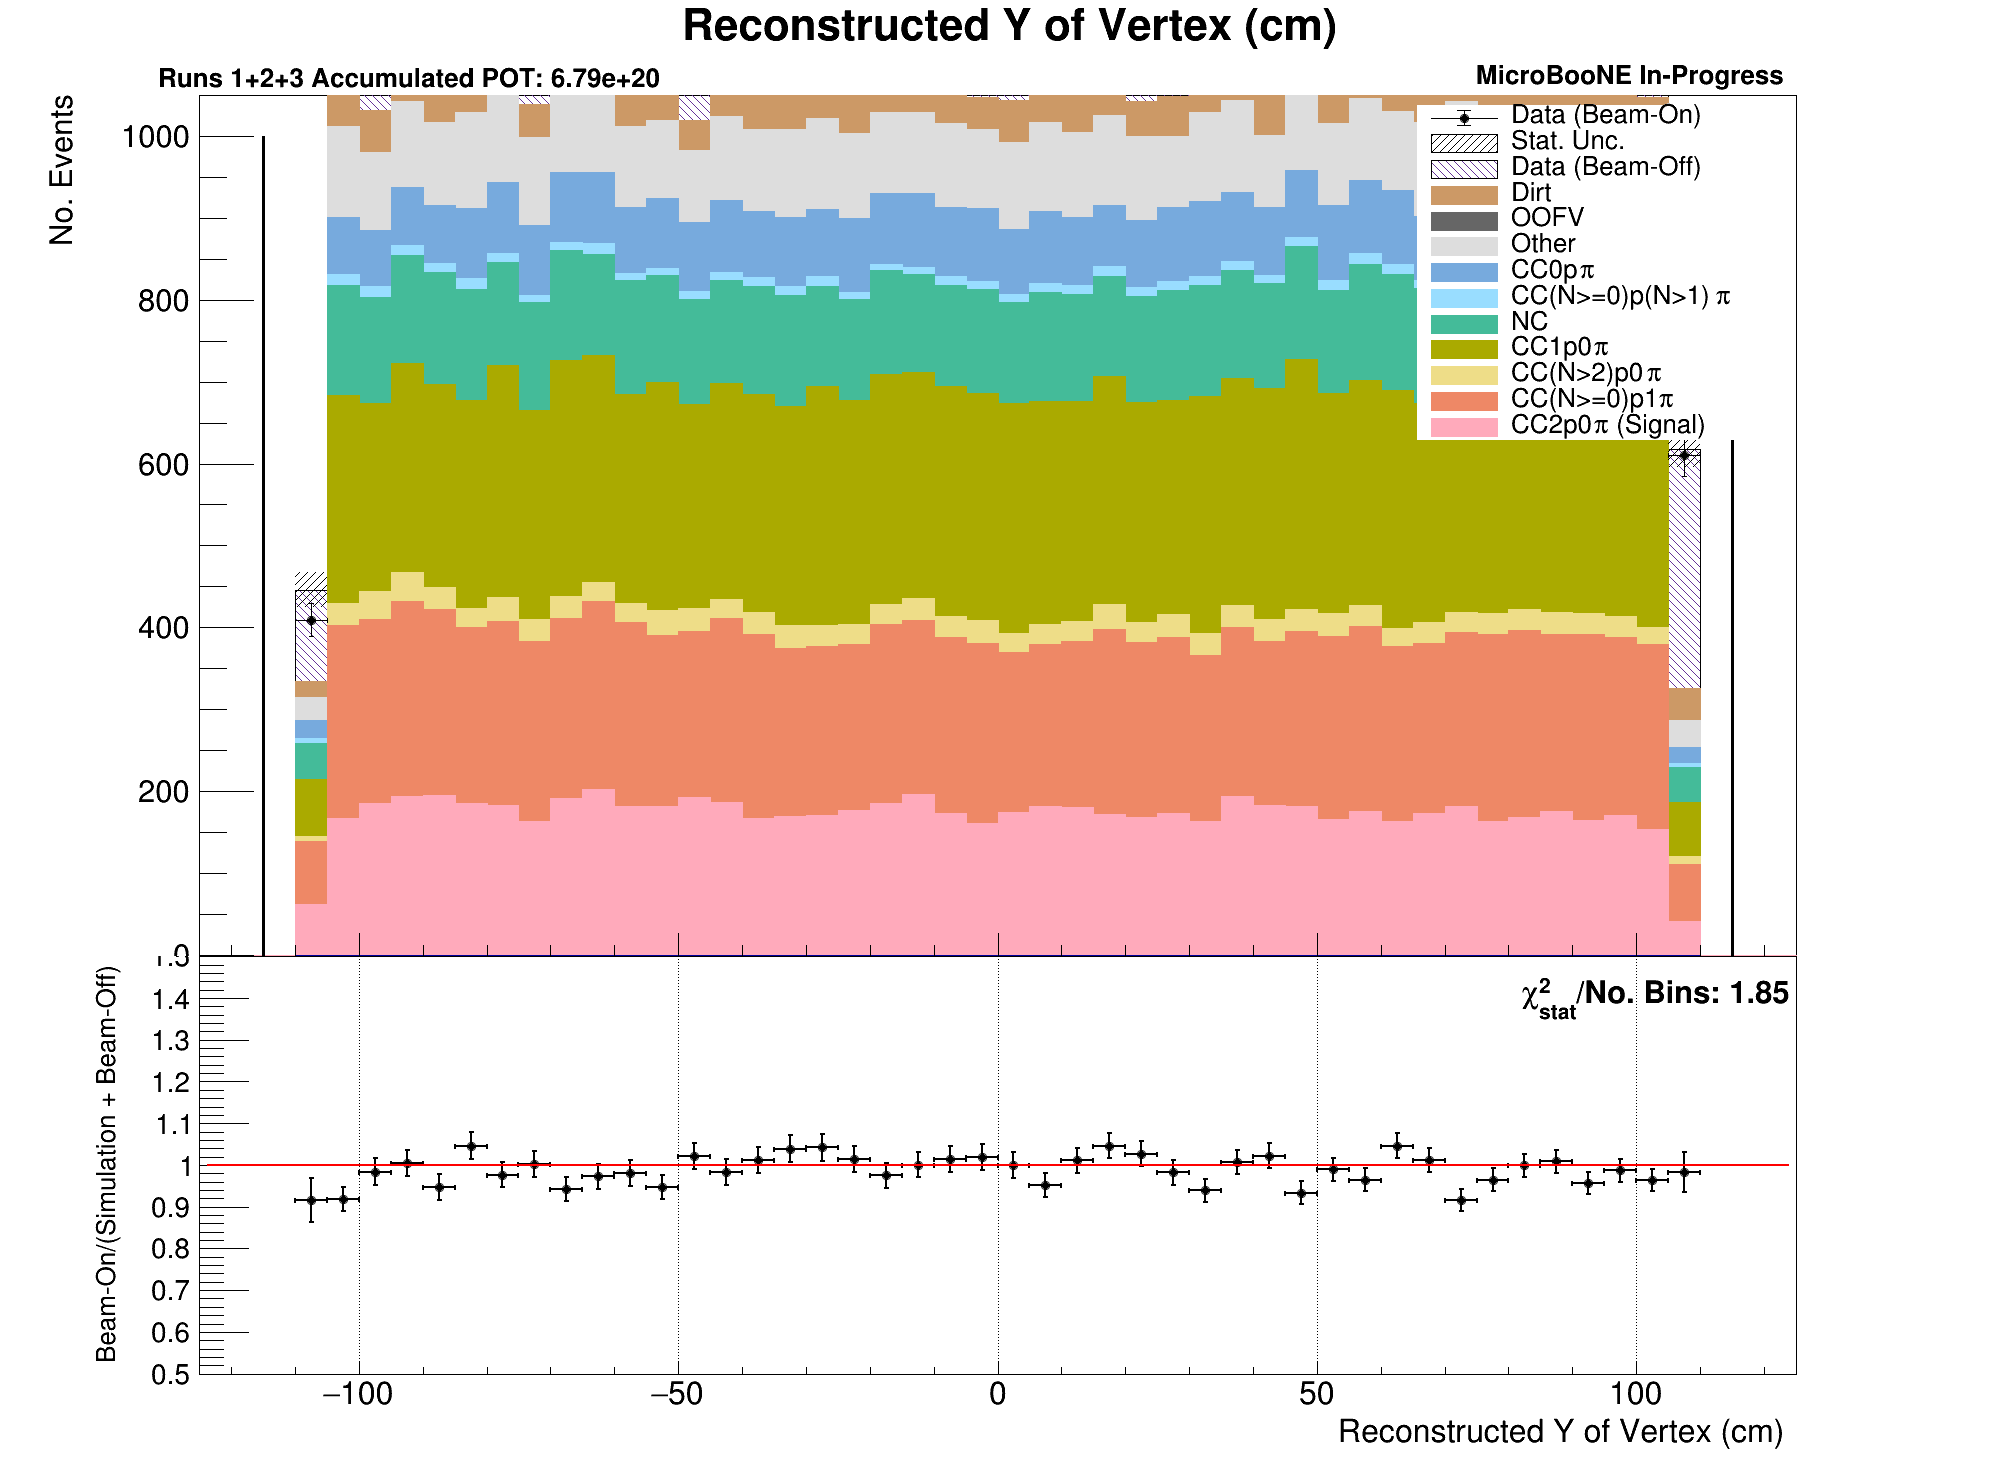 Reconstructed Y of Vertex (cm)
Runs 1+2+3 Accumulated POT: 6.79e+20
MicroBooNE In-Progress
No. Events
1000
800
600
400
200
0
Data (Beam-On)
Stat. Unc.
Data (Beam-Off)
Dirt
OOFV
Other
CC0pπ
CC(N>=0)p(N>1) π
NC
CC1p0π
CC(N>2)p0π
CC(N>=0)p1π
CC2p0π (Signal)
Beam-On/(Simulation + Beam-Off)
χ²stat/No. Bins: 1.85
1.4
1.3
1.2
1.1
1
0.9
0.8
0.7
0.6
0.5
−100
−50
0
50
100
Reconstructed Y of Vertex (cm)